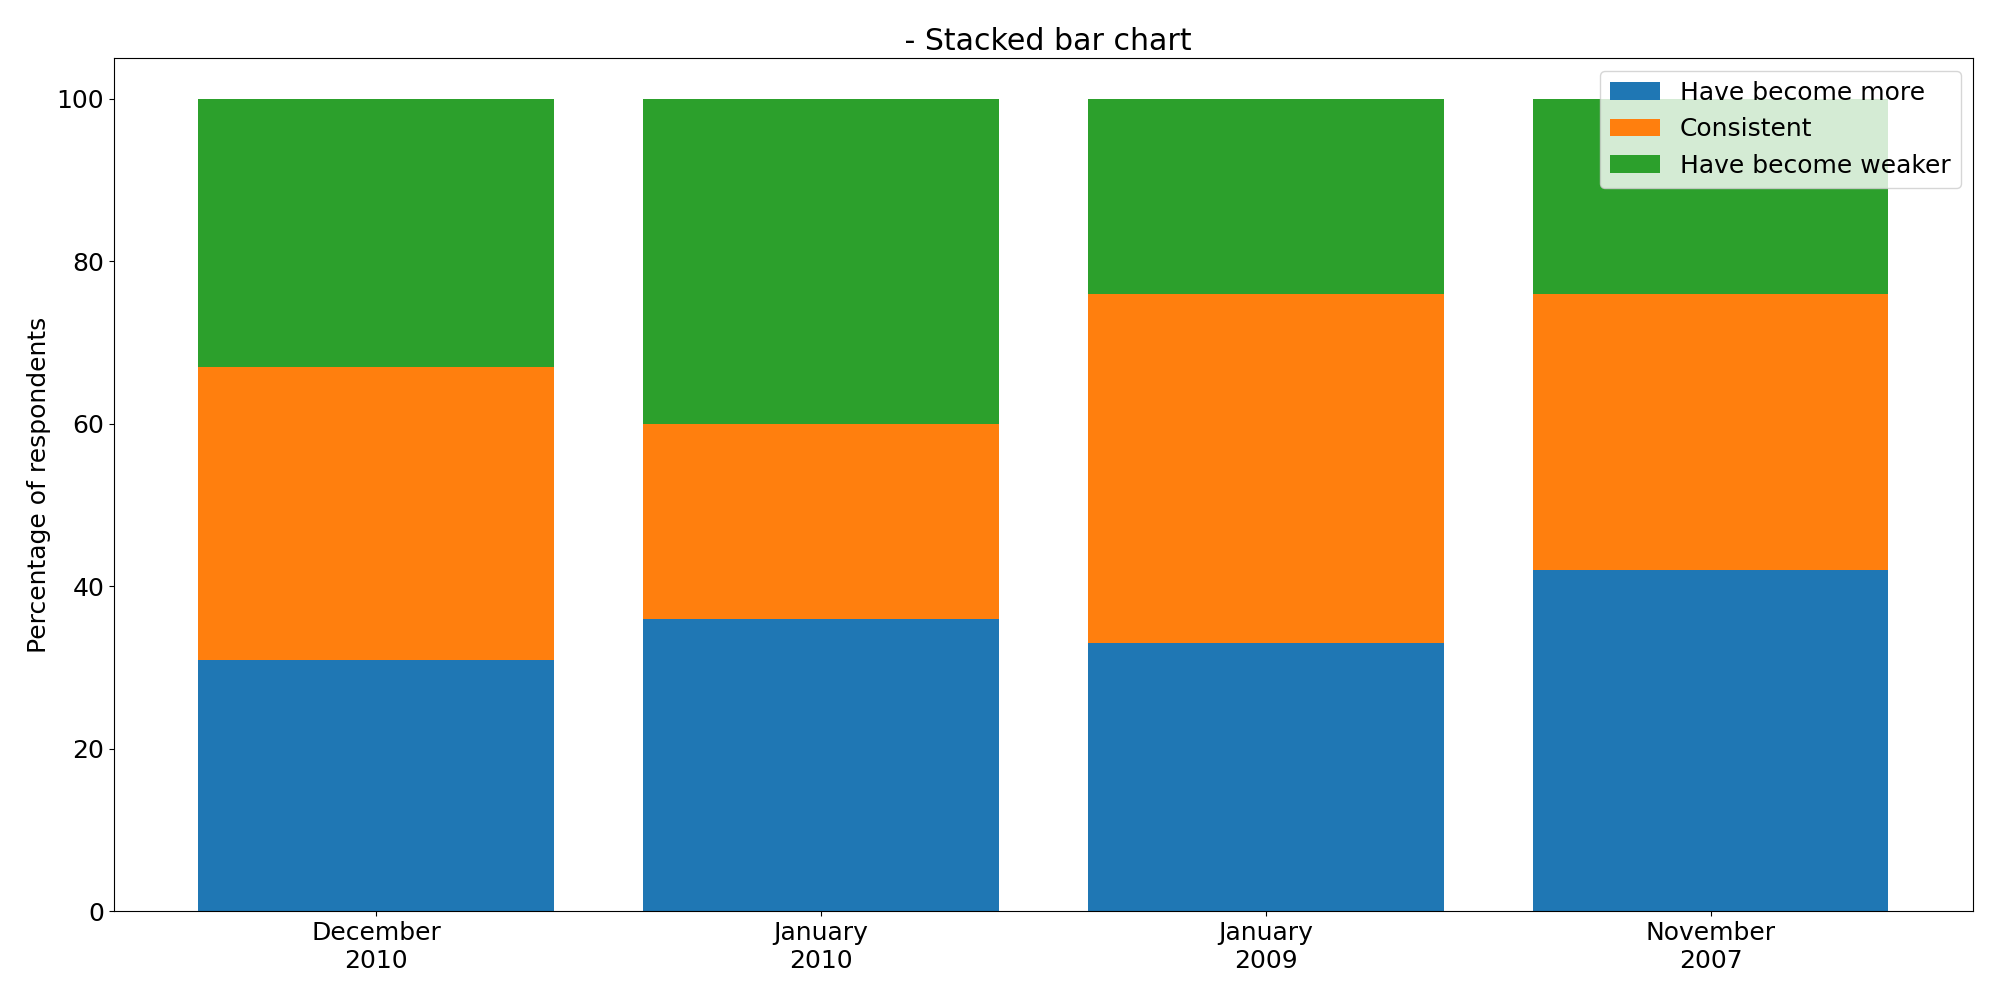 - Stacked bar chart
Have become more
Consistent
Have become weaker
Percentage of respondents
100
80
60
40
20
0
December
2010
January
2010
January
2009
November
2007